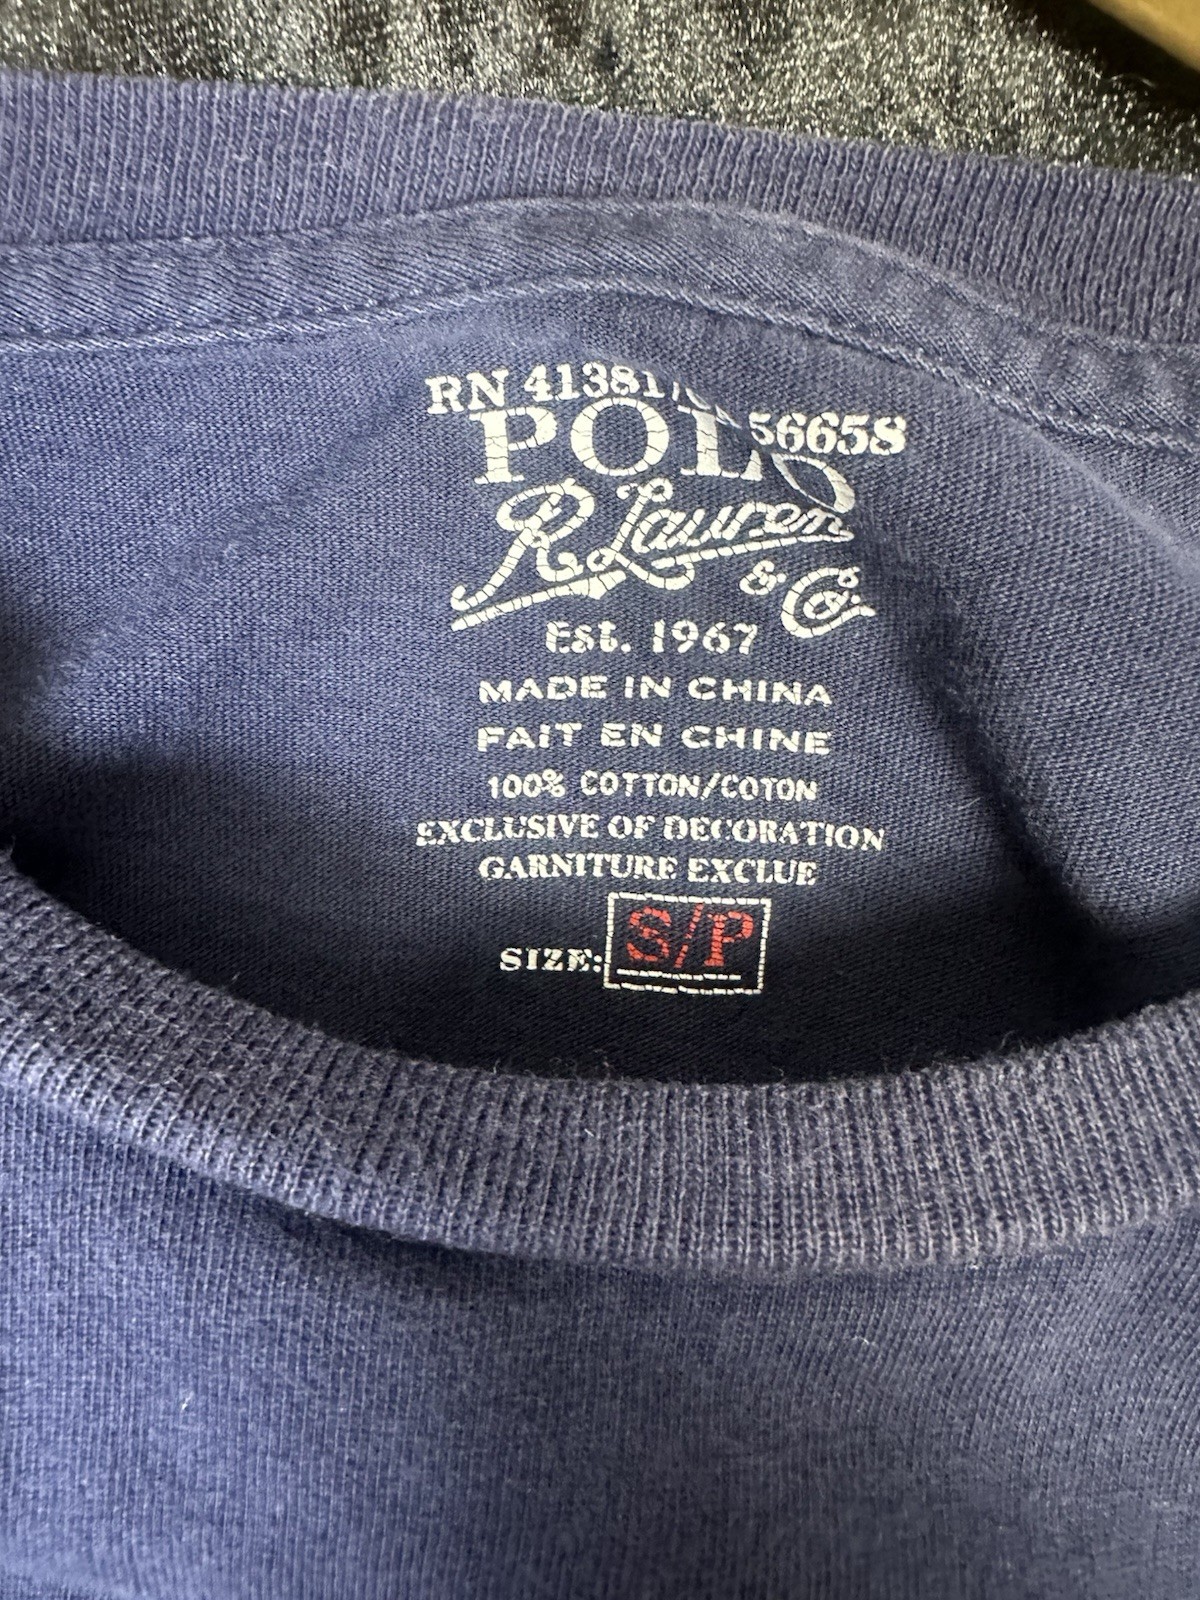 RN 41381 56658
POLO
R. Lauren
& Co.
Est. 1967
MADE IN CHINA
FAIT EN CHINE
100% COTTON/COTON
EXCLUSIVE OF DECORATION
GARNITURE EXCLUE
SIZE: S/P